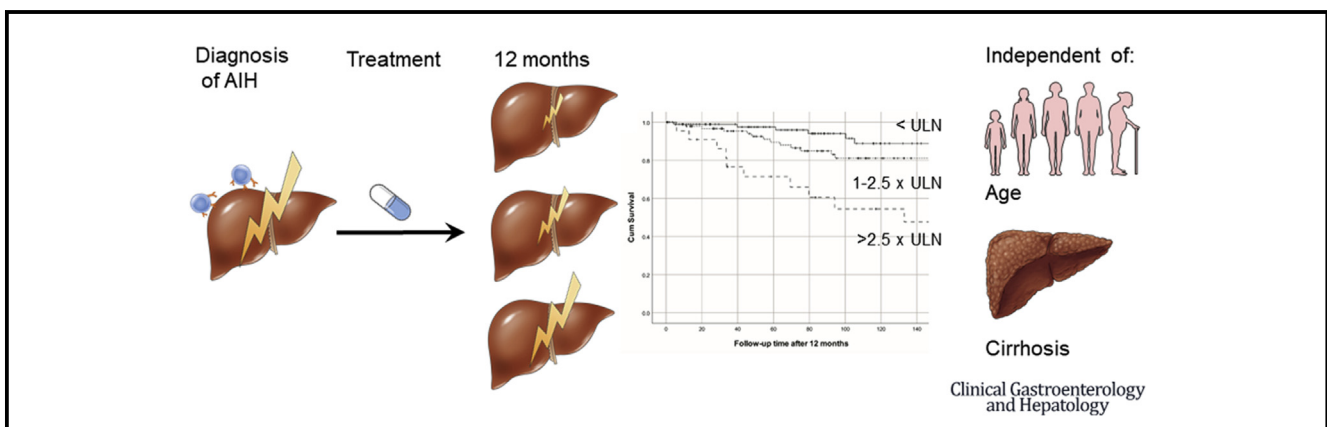 Diagnosis
of AIH
Treatment
12 months
Independent of:
1.0
0.8
0.6
0.4
0.2
0.0
Cum Survival
0
20
40
60
80
100
120
140
Follow-up time after 12 months
< ULN
1-2.5 x ULN
>2.5 x ULN
Age
Cirrhosis
Clinical Gastroenterology
and Hepatology